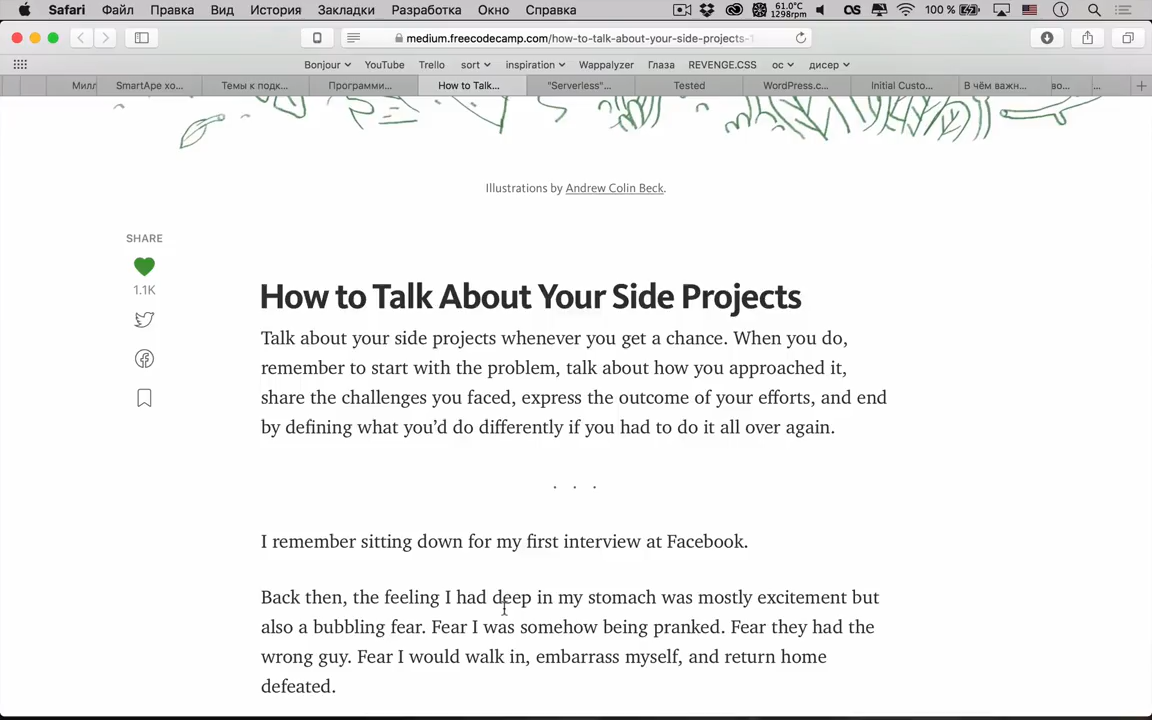 Safari Файл Правка Вид История Закладки Разработка Окно Справка 61.0°C 1298rpm 100 %
medium.freecodecamp.com/how-to-talk-about-your-side-projects-
Bonjour YouTube Trello sort inspiration Wappalyzer Глаза REVENGE.CSS ос дисер
Милл SmartApe хо... Темы к подк... Программи... How to Talk... "Serverless"... Tested WordPress.c... Initial Custo... В чём важн... во... ...
Illustrations by Andrew Colin Beck.
SHARE
1.1K
How to Talk About Your Side Projects
Talk about your side projects whenever you get a chance. When you do,
remember to start with the problem, talk about how you approached it,
share the challenges you faced, express the outcome of your efforts, and end
by defining what you’d do differently if you had to do it all over again.
. . .
I remember sitting down for my first interview at Facebook.
Back then, the feeling I had deep in my stomach was mostly excitement but
also a bubbling fear. Fear I was somehow being pranked. Fear they had the
wrong guy. Fear I would walk in, embarrass myself, and return home
defeated.